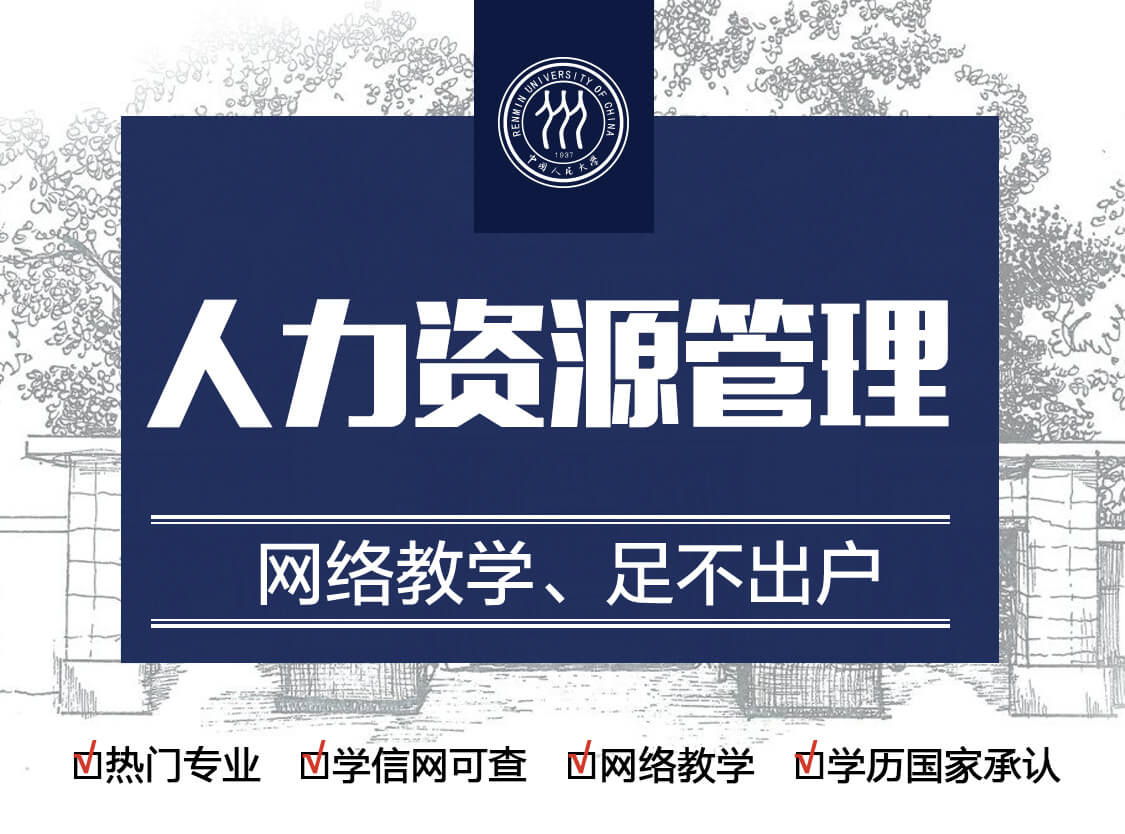 RENMIN UNIVERSITY OF CHINA
1937
中国人民大学
人力资源管理
网络教学、足不出户
热门专业 学信网可查 网络教学 学历国家承认